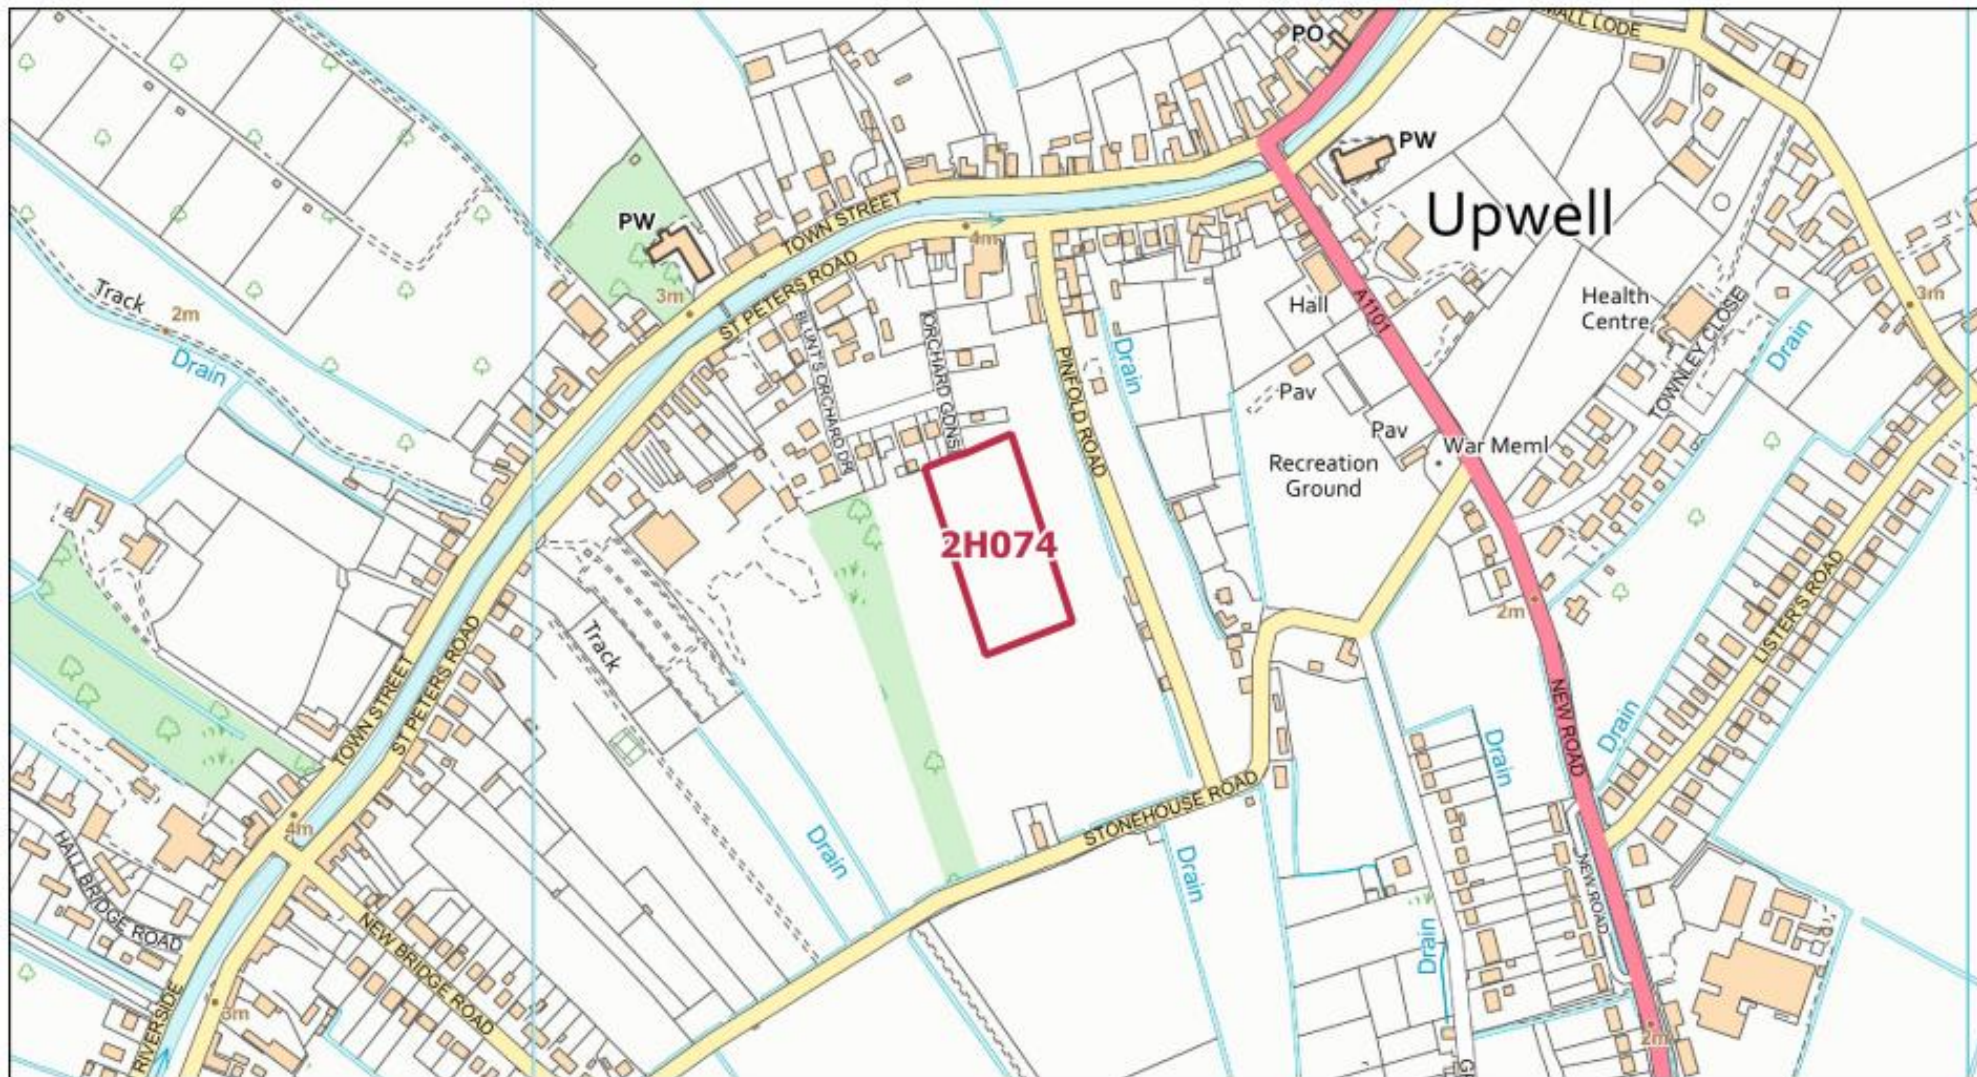 SMALL LODE
PO
PW
Upwell
PW
TOWN STREET
4m
3m
ST PETERS ROAD
Track
2m
Drain
BLUNT'S ORCHARD DR
ORCHARD GDNS
PINFOLD ROAD
Drain
Hall
A1101
Health
Centre
TOWNLEY CLOSE
Drain
3m
Pav
Pav
War Meml
Recreation
Ground
2H074
Track
2m
LISTER'S ROAD
NEW ROAD
Drain
Drain
TOWN STREET
ST PETERS ROAD
4m
HALL BRIDGE ROAD
NEW BRIDGE ROAD
Drain
STONEHOUSE ROAD
Drain
Drain
NEW ROAD
RIVERSIDE
3m
2m